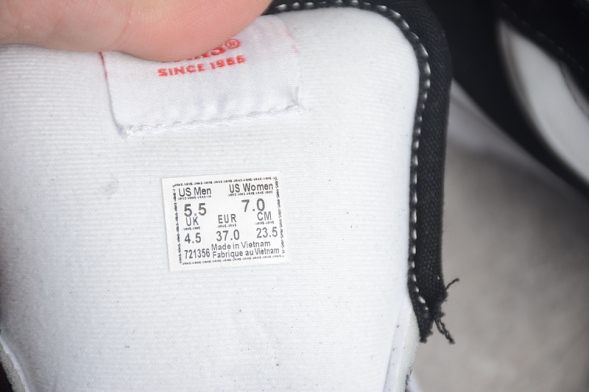 SINCE 1955
US Men US Women
5.5 7.0
UK EUR CM
4.5 37.0 23.5
Made in Vietnam
721356 Fabrique au Vietnam